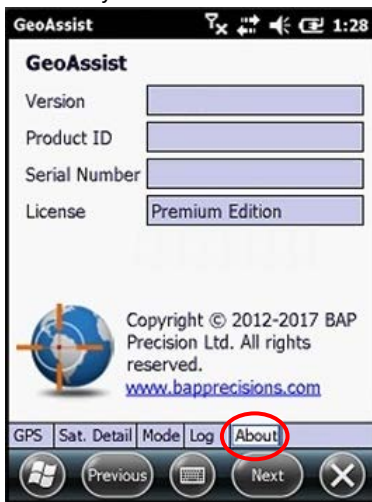 GeoAssist 1:28
GeoAssist
Version
Product ID
Serial Number
License Premium Edition
Copyright © 2012-2017 BAP
Precision Ltd. All rights
reserved.
www.bapprecisions.com
GPS Sat. Detail Mode Log About
Previous Next